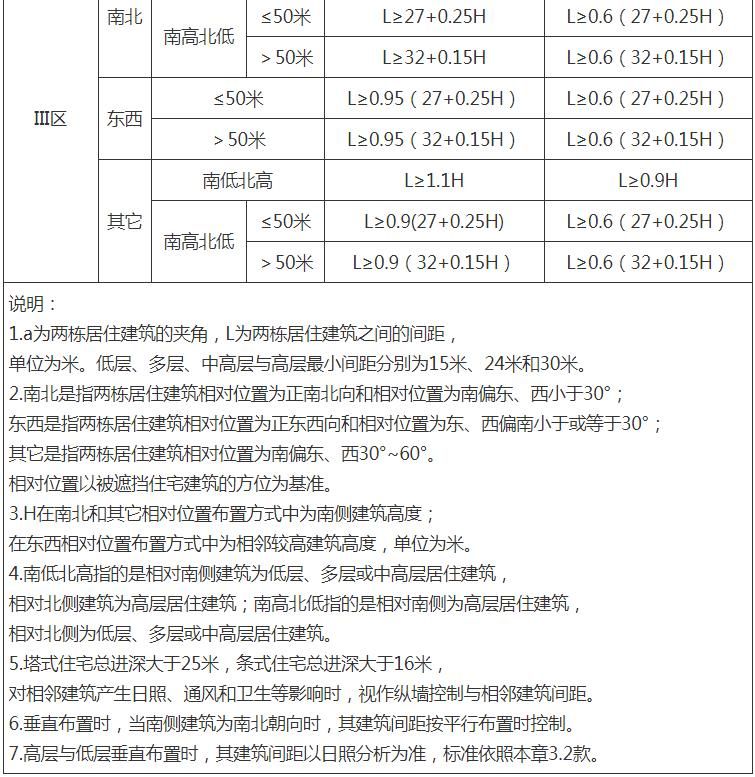 南北 南高北低 ≤50米 L≥27+0.25H L≥0.6（27+0.25H）
＞50米 L≥32+0.15H L≥0.6（32+0.15H）
III区 东西 ≤50米 L≥0.95（27+0.25H） L≥0.6（27+0.25H）
＞50米 L≥0.95（32+0.15H） L≥0.6（32+0.15H）
其它 南低北高 L≥1.1H L≥0.9H
南高北低 ≤50米 L≥0.9(27+0.25H) L≥0.6（27+0.25H）
＞50米 L≥0.9（32+0.15H） L≥0.6（32+0.15H）
说明：
1.a为两栋居住建筑的夹角，L为两栋居住建筑之间的间距，
单位为米。低层、多层、中高层与高层最小间距分别为15米、24米和30米。
2.南北是指两栋居住建筑相对位置为正南北向和相对位置为南偏东、西小于30°；
东西是指两栋居住建筑相对位置为正东西向和相对位置为东、西偏南小于或等于30°；
其它是指两栋居住建筑相对位置为南偏东、西30°~60°。
相对位置以被遮挡住宅建筑的方位为基准。
3.H在南北和其它相对位置布置方式中为南侧建筑高度；
在东西相对位置布置方式中为相邻较高建筑高度，单位为米。
4.南低北高指的是相对南侧建筑为低层、多层或中高层居住建筑，
相对北侧建筑为高层居住建筑；南高北低指的是相对南侧为高层居住建筑，
相对北侧为低层、多层或中高层居住建筑。
5.塔式住宅总进深大于25米，条式住宅总进深大于16米，
对相邻建筑产生日照、通风和卫生等影响时，视作纵墙控制与相邻建筑间距。
6.垂直布置时，当南侧建筑为南北朝向时，其建筑间距按平行布置时控制。
7.高层与低层垂直布置时，其建筑间距以日照分析为准，标准依照本章3.2款。